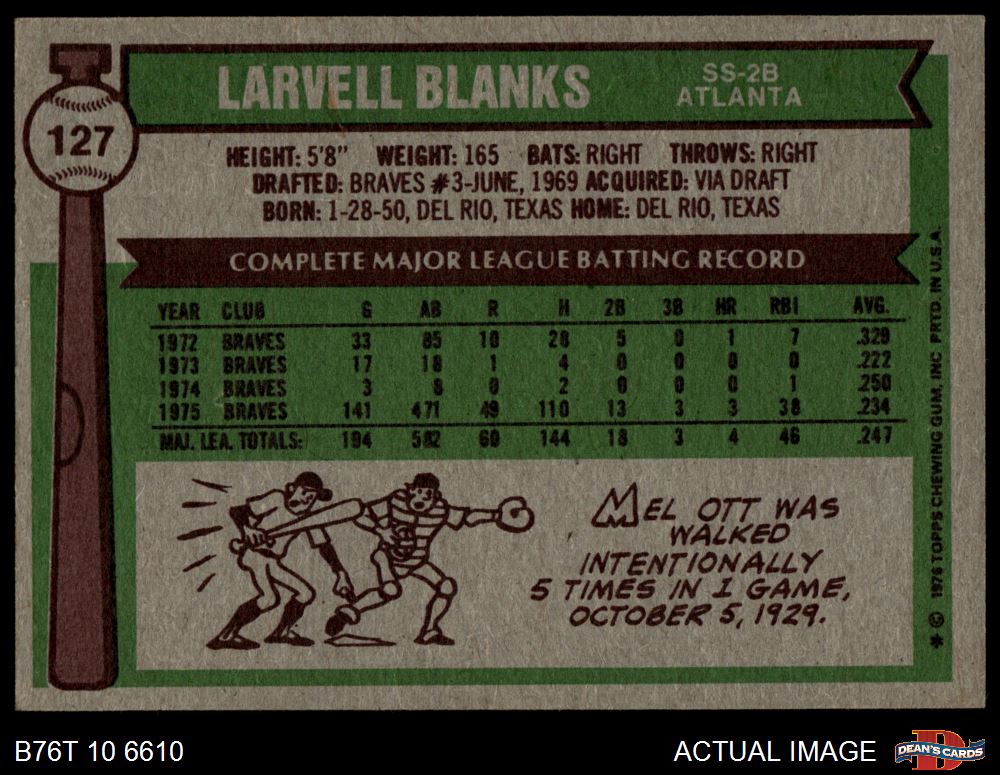 LARVELL BLANKS
SS-2B
ATLANTA
127
HEIGHT: 5'8" WEIGHT: 165 BATS: RIGHT THROWS: RIGHT
DRAFTED: BRAVES #3-JUNE, 1969 ACQUIRED: VIA DRAFT
BORN: 1-28-50, DEL RIO, TEXAS HOME: DEL RIO, TEXAS
COMPLETE MAJOR LEAGUE BATTING RECORD
YEAR CLUB G AB R H 2B 3B HR RBI AVG.
1972 BRAVES 33 85 10 28 5 0 1 7 .329
1973 BRAVES 17 18 1 4 0 0 0 0 .222
1974 BRAVES 3 8 0 2 0 0 0 1 .250
1975 BRAVES 141 471 49 110 13 3 3 38 .234
MAJ. LEA. TOTALS: 194 582 60 144 18 3 4 46 .247
MEL OTT WAS
WALKED
INTENTIONALLY
5 TIMES IN 1 GAME,
OCTOBER 5, 1929.
* © 1976 TOPPS CHEWING GUM, INC. PRTD. IN U.S.A.
B76T 10 6610
ACTUAL IMAGE
D
DEAN'S CARDS